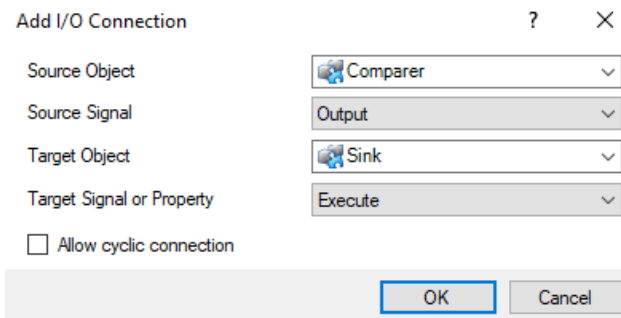 Add I/O Connection ? ×
Source Object Comparer
Source Signal Output
Target Object Sink
Target Signal or Property Execute
Allow cyclic connection
OK Cancel